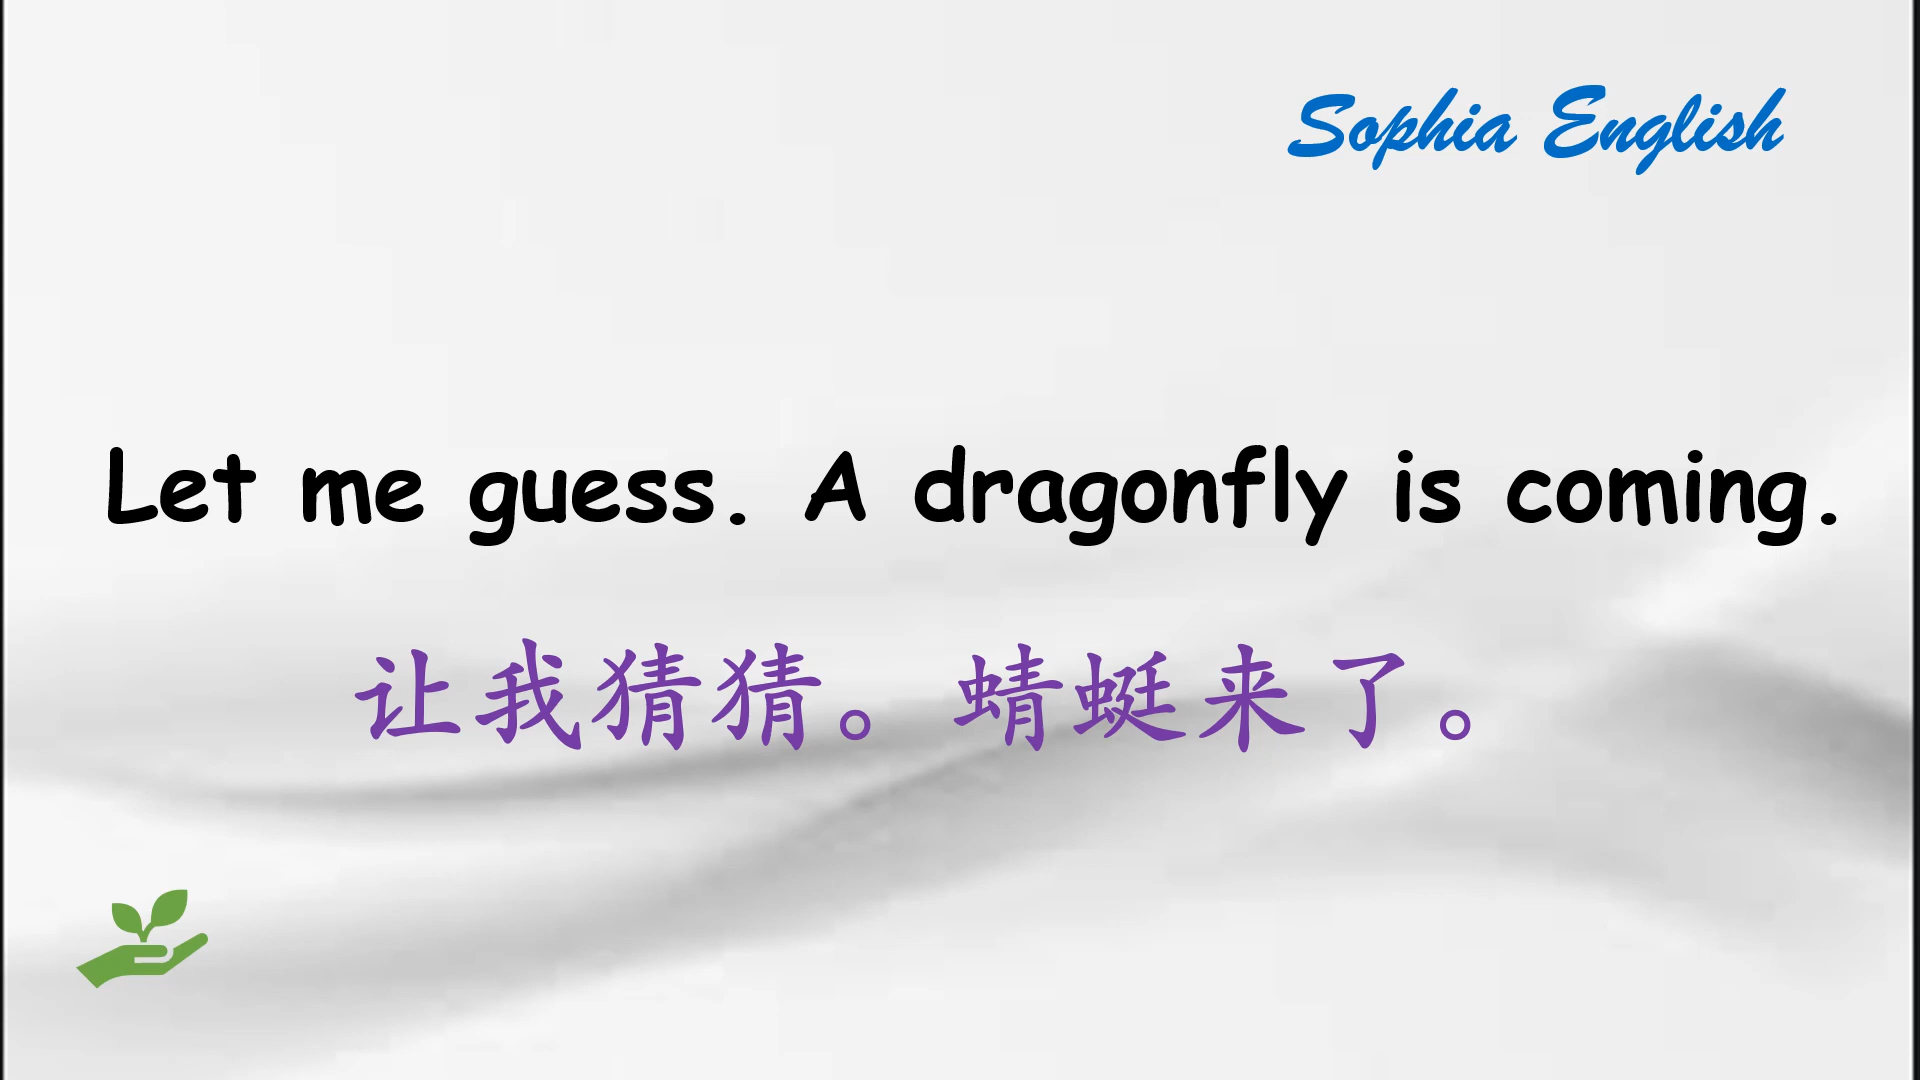 Sophia English
Let me guess. A dragonfly is coming.
让我猜猜。蜻蜓来了。